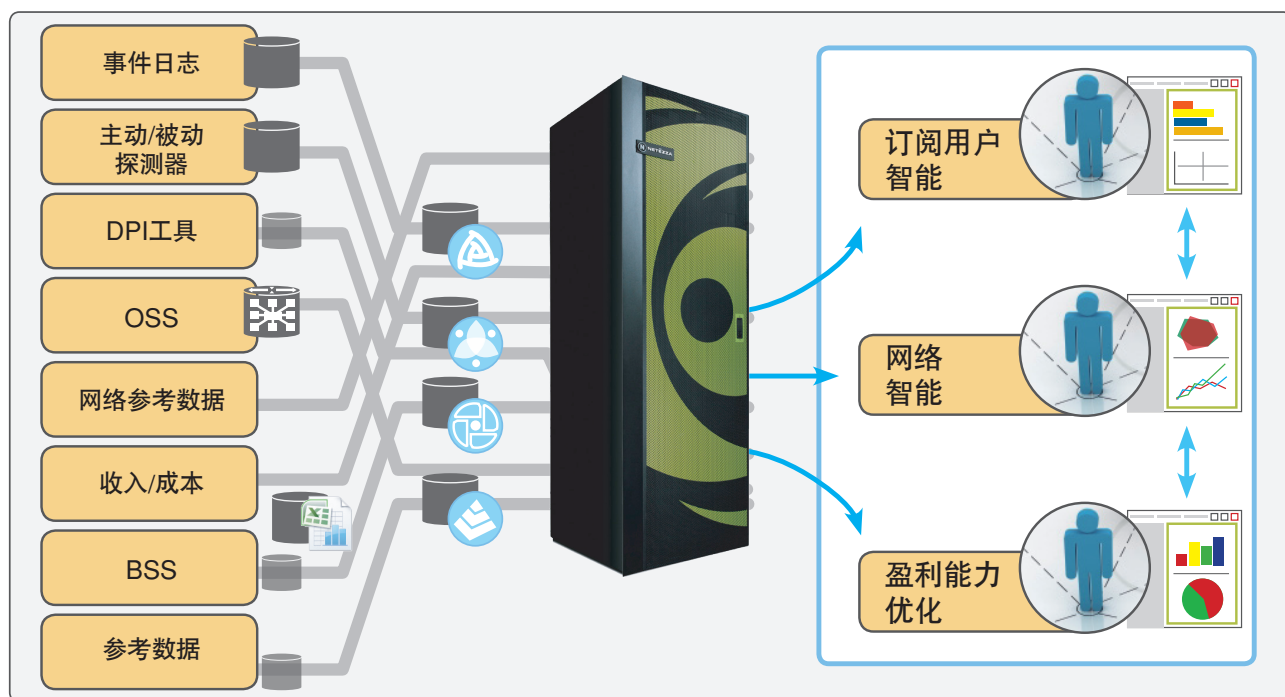 事件日志
主动/被动
探测器
DPI工具
OSS
网络参考数据
收入/成本
BSS
参考数据
NETEZZA
订阅用户
智能
网络
智能
盈利能力
优化